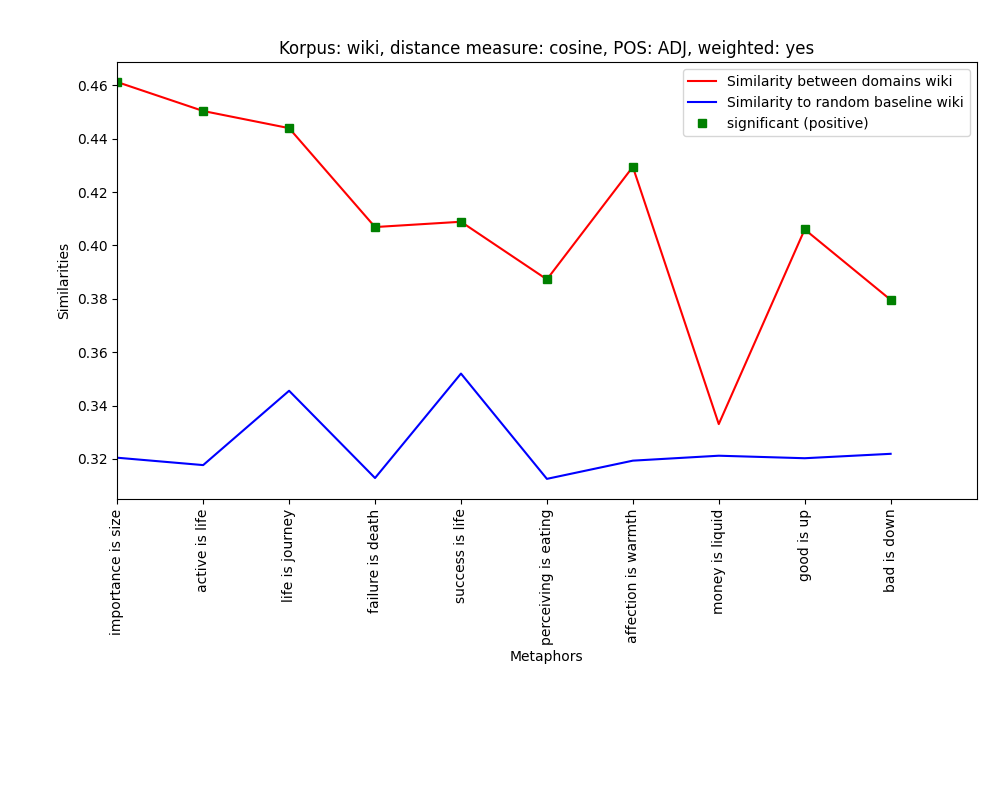 Korpus: wiki, distance measure: cosine, POS: ADJ, weighted: yes
Similarity between domains wiki
Similarity to random baseline wiki
significant (positive)
0.46
0.44
0.42
0.40
0.38
0.36
0.34
0.32
Similarities
importance is size
active is life
life is journey
failure is death
success is life
perceiving is eating
affection is warmth
money is liquid
good is up
bad is down
Metaphors